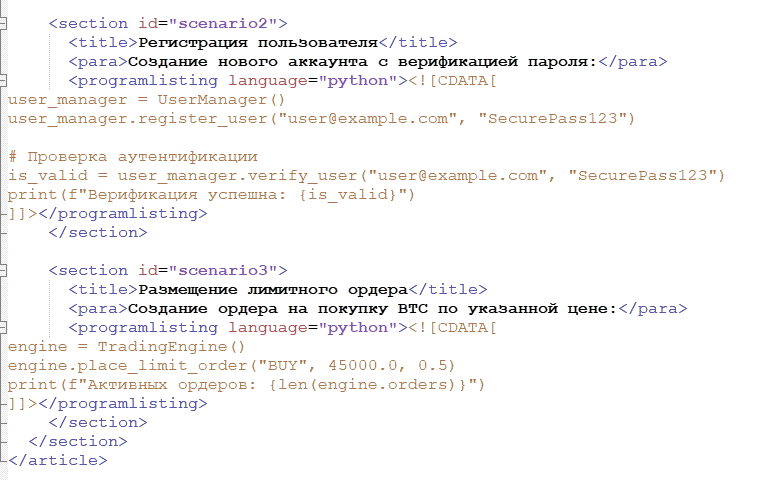 <section id="scenario2">
<title>Регистрация пользователя</title>
<para>Создание нового аккаунта с верификацией пароля:</para>
<programlisting language="python"><![CDATA[
user_manager = UserManager()
user_manager.register_user("user@example.com", "SecurePass123")

# Проверка аутентификации
is_valid = user_manager.verify_user("user@example.com", "SecurePass123")
print(f"Верификация успешна: {is_valid}")
]]></programlisting>
</section>

<section id="scenario3">
<title>Размещение лимитного ордера</title>
<para>Создание ордера на покупку BTC по указанной цене:</para>
<programlisting language="python"><![CDATA[
engine = TradingEngine()
engine.place_limit_order("BUY", 45000.0, 0.5)
print(f"Активных ордеров: {len(engine.orders)}")
]]></programlisting>
</section>
</section>
</article>